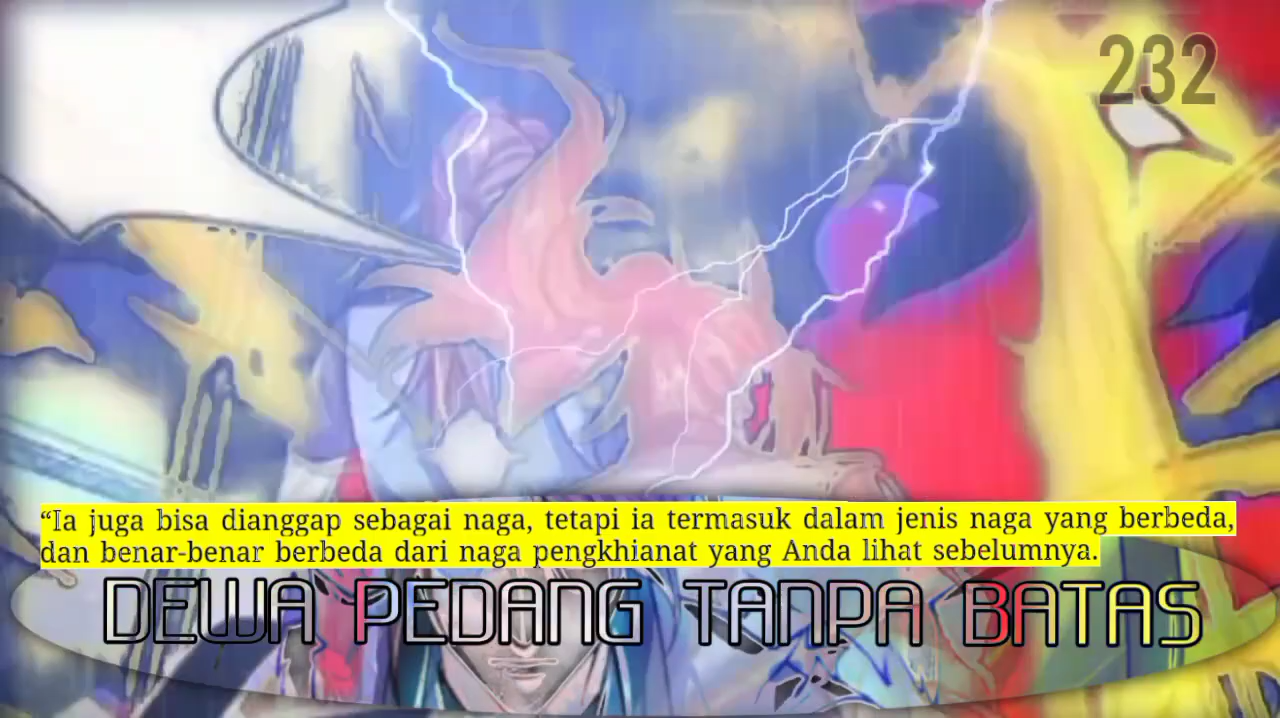 232
“Ia juga bisa dianggap sebagai naga, tetapi ia termasuk dalam jenis naga yang berbeda,
dan benar-benar berbeda dari naga pengkhianat yang Anda lihat sebelumnya.
DEWA PEDANG TANPA BATAS